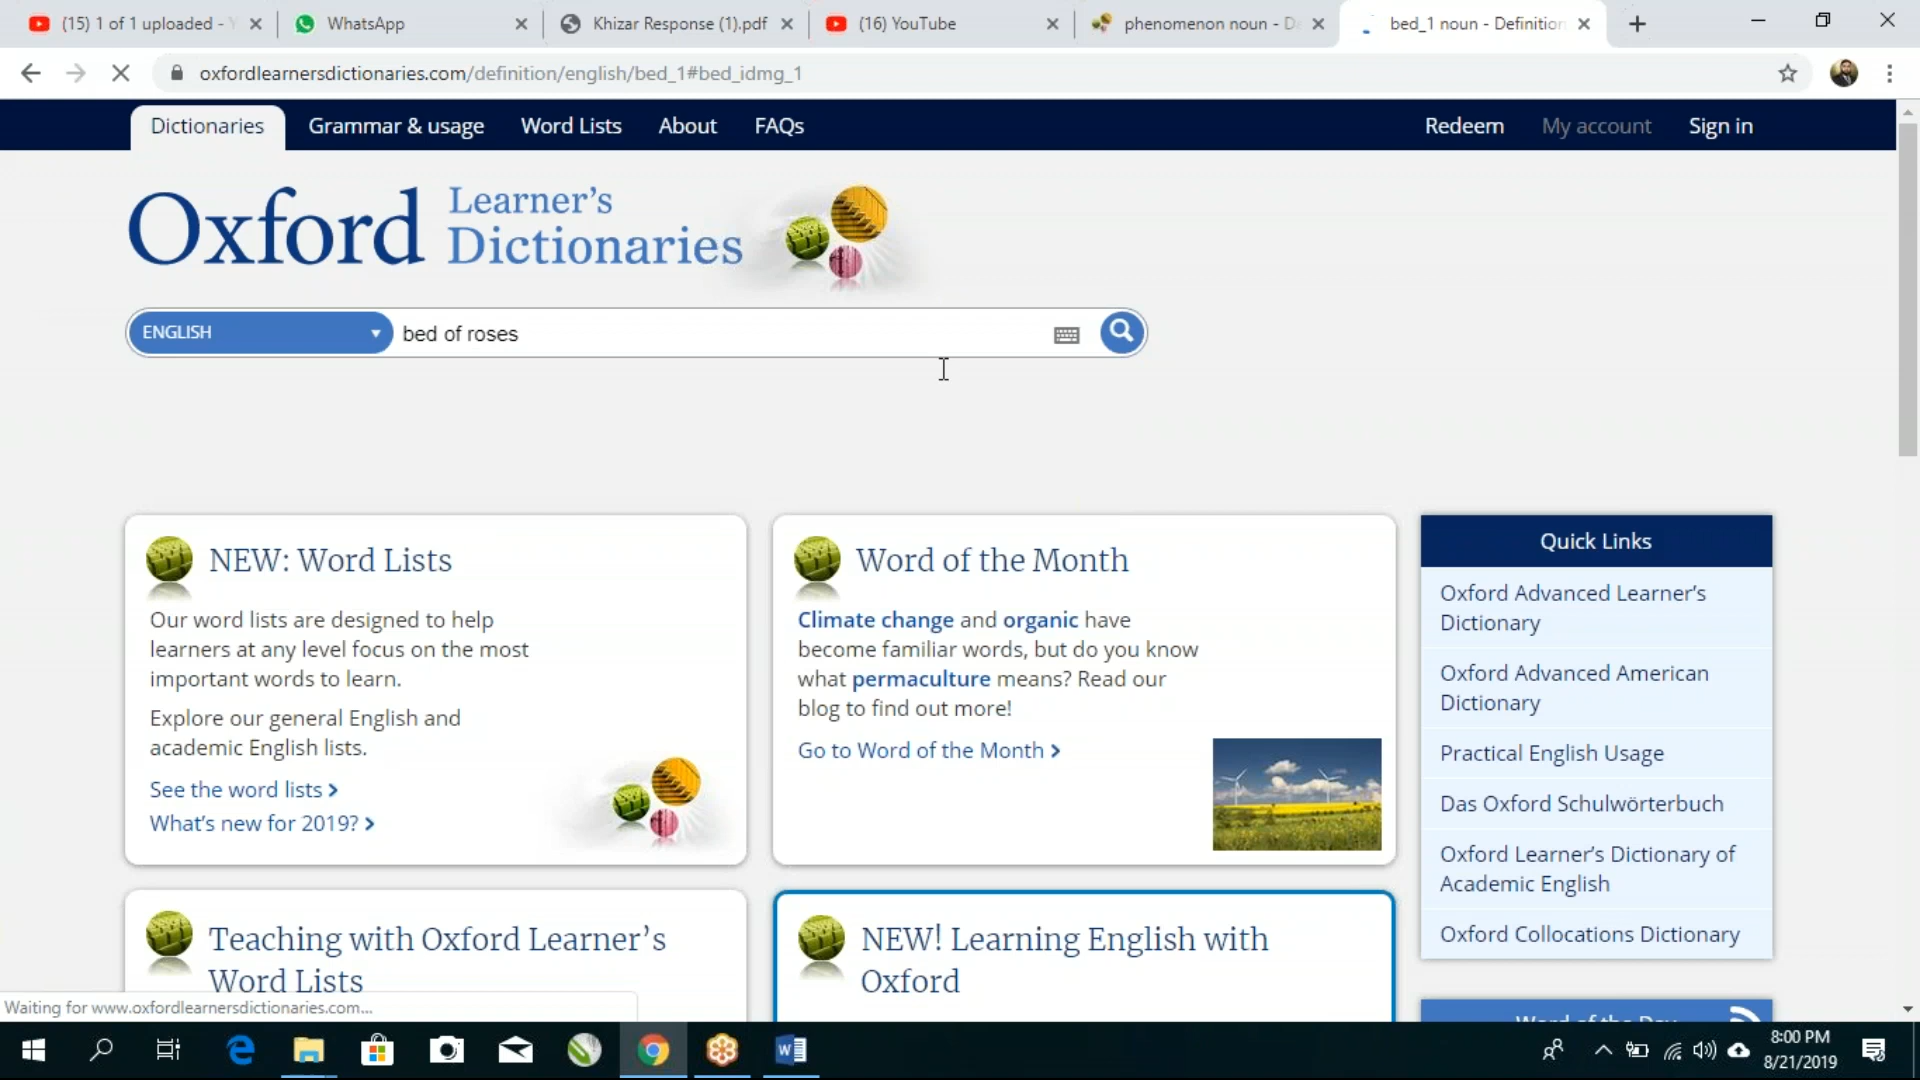 (15) 1 of 1 uploaded - Y
WhatsApp
Khizar Response (1).pdf
(16) YouTube
phenomenon noun - De
bed_1 noun - Definition
oxfordlearnersdictionaries.com/definition/english/bed_1#bed_idmg_1
Dictionaries
Grammar & usage
Word Lists
About
FAQs
Redeem
My account
Sign in
Oxford Learner's Dictionaries
ENGLISH
bed of roses
NEW: Word Lists
Our word lists are designed to help
learners at any level focus on the most
important words to learn.
Explore our general English and
academic English lists.
See the word lists
What's new for 2019?
Word of the Month
Climate change and organic have
become familiar words, but do you know
what permaculture means? Read our
blog to find out more!
Go to Word of the Month
Quick Links
Oxford Advanced Learner's
Dictionary
Oxford Advanced American
Dictionary
Practical English Usage
Das Oxford Schulwörterbuch
Oxford Learner's Dictionary of
Academic English
Oxford Collocations Dictionary
Teaching with Oxford Learner's
Word Lists
NEW! Learning English with
Oxford
Word of the Day
Waiting for www.oxfordlearnersdictionaries.com...
8:00 PM
8/21/2019